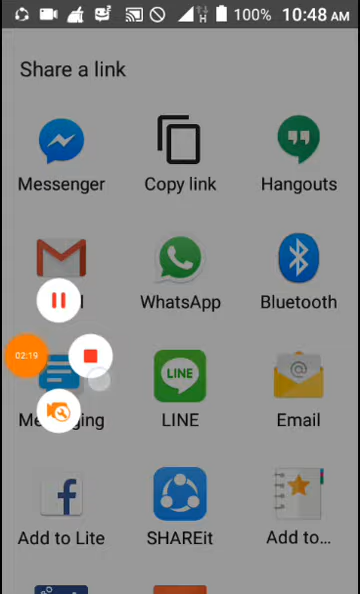 H 100% 10:48 AM
Share a link
Messenger Copy link Hangouts
WhatsApp Bluetooth
02:19
LINE
LINE Email
Add to Lite SHAREit Add to...